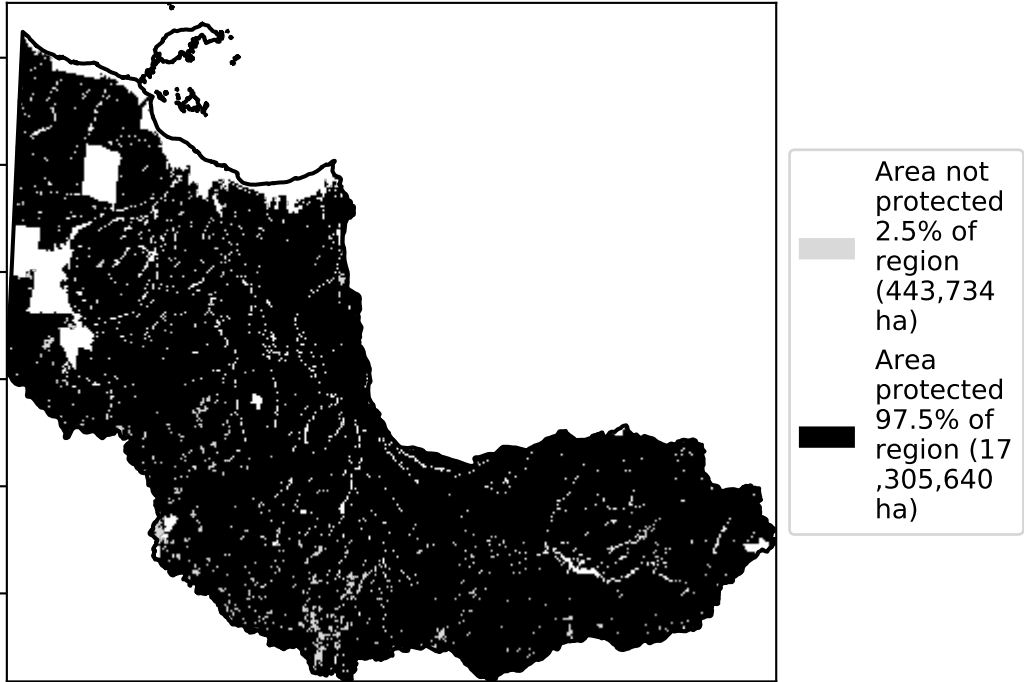 Area not
protected
2.5% of
region
(443,734
ha)
Area
protected
97.5% of
region (17
,305,640
ha)